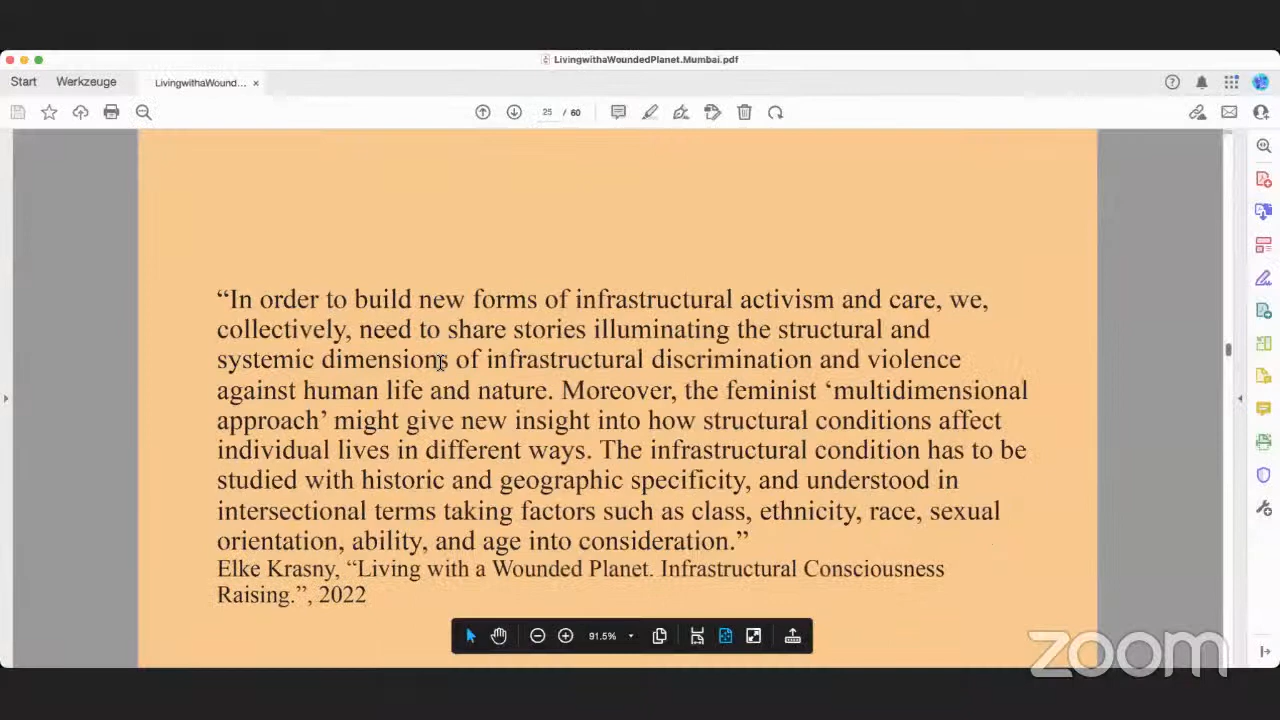 LivingwithaWoundedPlanet.Mumbai.pdf
Start Werkzeuge LivingwithaWound... ×
25 / 60
“In order to build new forms of infrastructural activism and care, we,
collectively, need to share stories illuminating the structural and
systemic dimensions of infrastructural discrimination and violence
against human life and nature. Moreover, the feminist ‘multidimensional
approach’ might give new insight into how structural conditions affect
individual lives in different ways. The infrastructural condition has to be
studied with historic and geographic specificity, and understood in
intersectional terms taking factors such as class, ethnicity, race, sexual
orientation, ability, and age into consideration.”
Elke Krasny, “Living with a Wounded Planet. Infrastructural Consciousness
Raising.”, 2022
91.5%
zoom